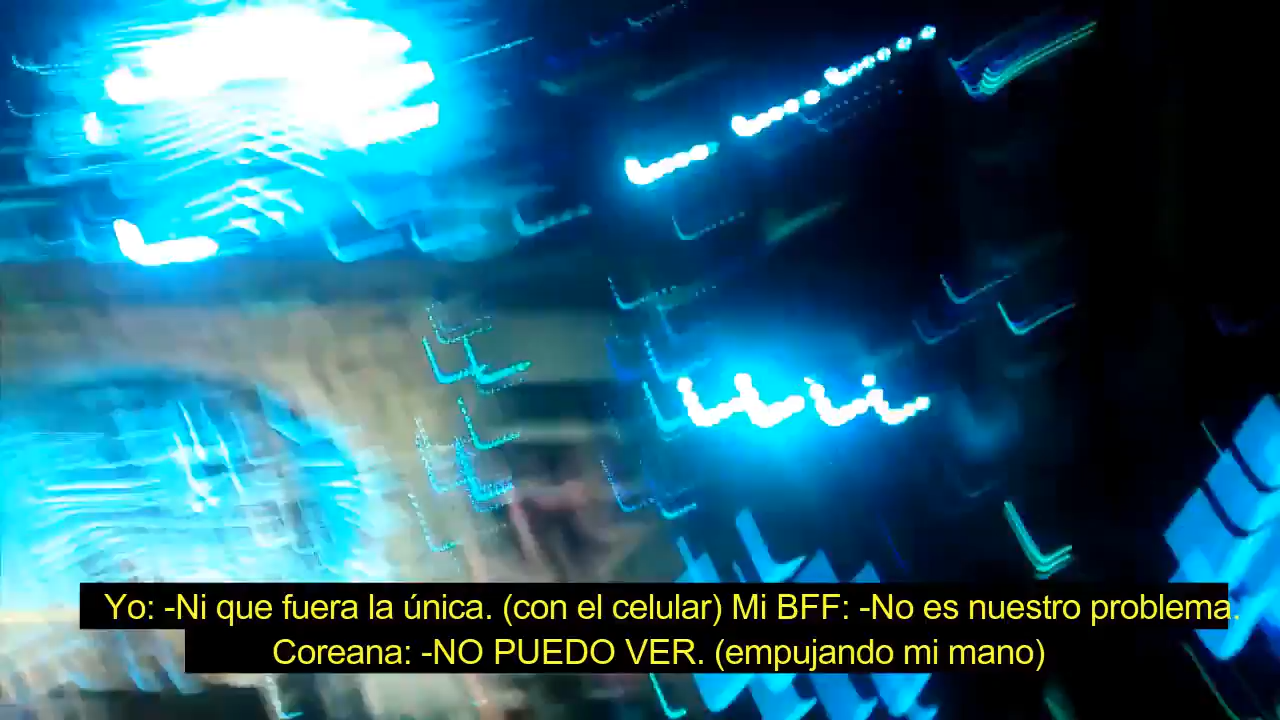 Yo: -Ni que fuera la única. (con el celular) Mi BFF: -No es nuestro problema.
Coreana: -NO PUEDO VER. (empujando mi mano)